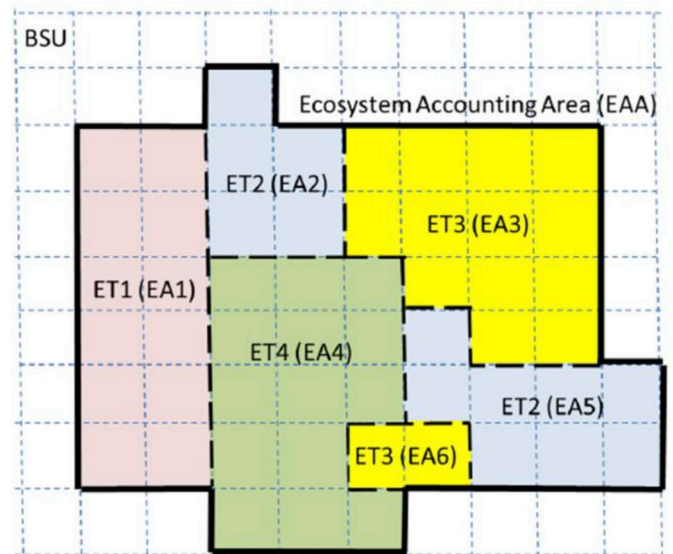 BSU
Ecosystem Accounting Area (EAA)
ET2 (EA2)
ET3 (EA3)
ET1 (EA1)
ET4 (EA4)
ET2 (EA5)
ET3 (EA6)